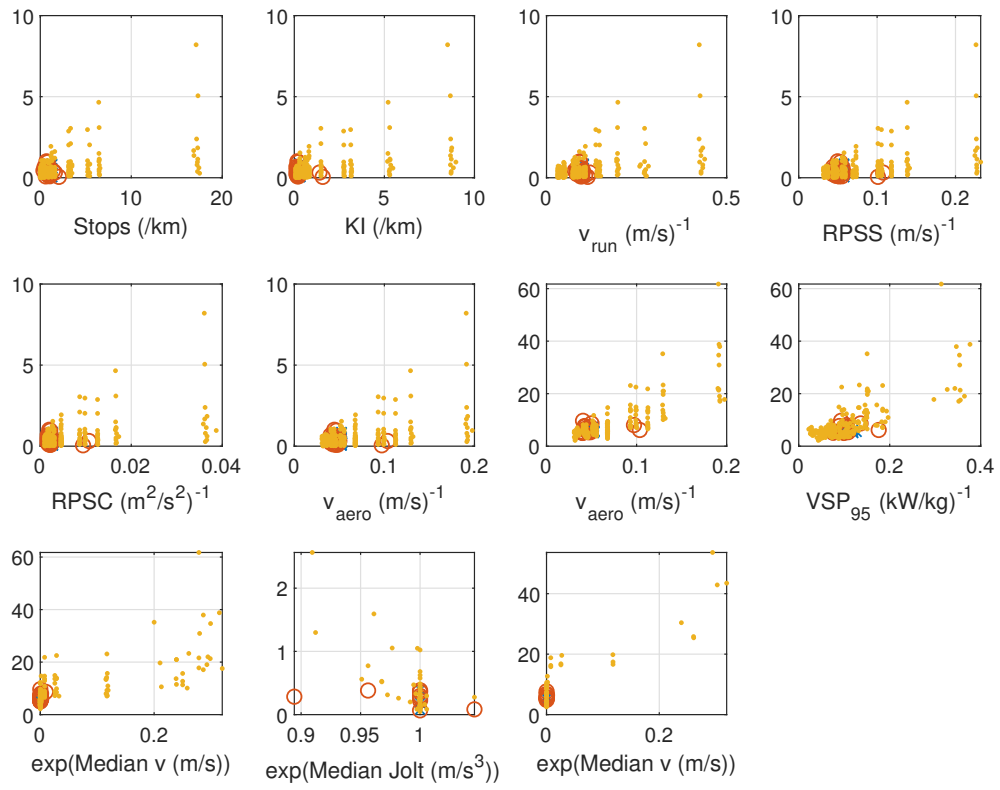 10 10 10 10
5 5 5 5
0 0 0 0
0 10 20 0 5 10 0 0.5 0 0.1 0.2
Stops (/km) KI (/km) v_run (m/s)^-1 RPSS (m/s)^-1
10 10 60 60
5 5 40 40
20 20
0 0 0 0
0 0.02 0.04 0 0.1 0.2 0 0.1 0.2 0 0.2 0.4
RPSC (m^2/s^2)^-1 v_aero (m/s)^-1 v_aero (m/s)^-1 VSP_95 (kW/kg)^-1
60
2
40 40
1
20 20
0 0 0
0 0.2 0.9 0.95 1 0 0.2
exp(Median v (m/s)) exp(Median Jolt (m/s^3)) exp(Median v (m/s))